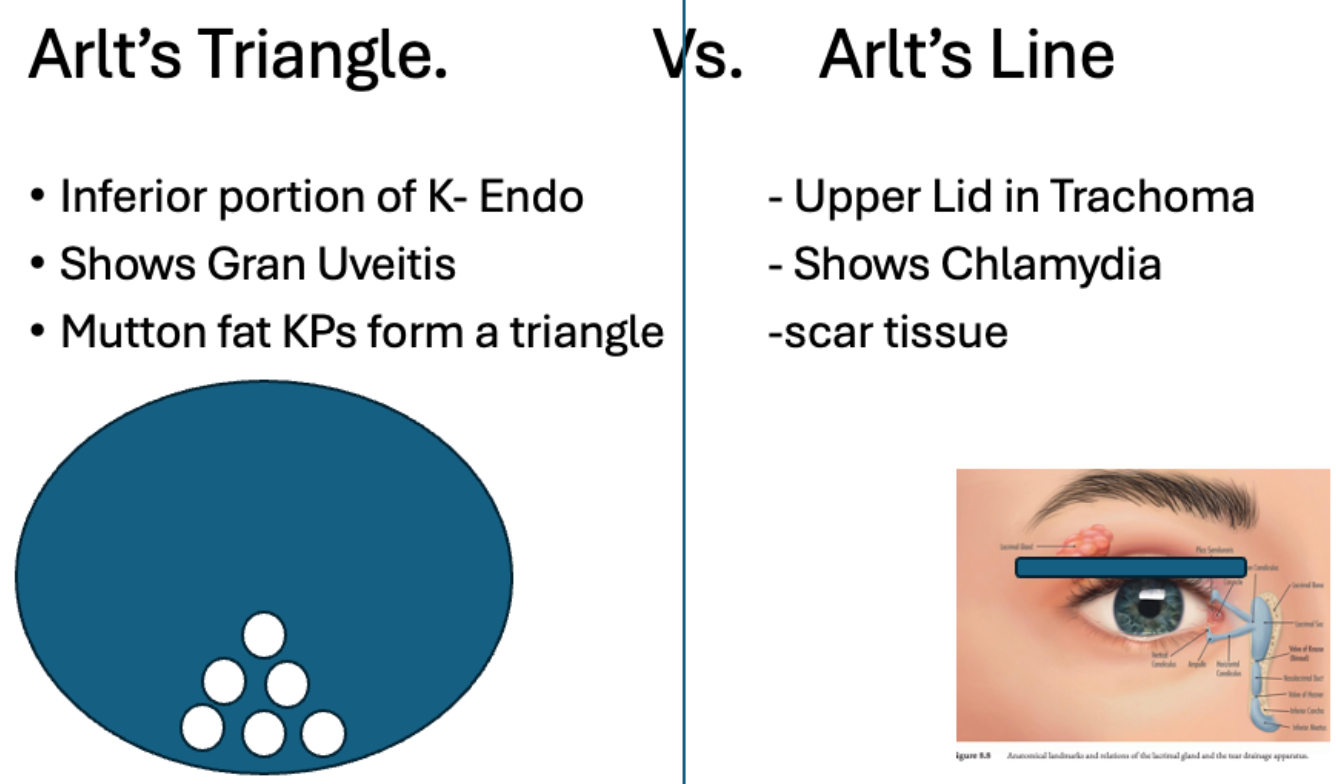 Arlt’s Triangle. Vs. Arlt’s Line
• Inferior portion of K- Endo
• Shows Gran Uveitis
• Mutton fat KPs form a triangle
- Upper Lid in Trachoma
- Shows Chlamydia
-scar tissue
Lacrimal Gland
Plica Semilunaris
Canaliculus
Caruncle
Lacrimal Bone
Lacrimal Sac
Valve of Krause
Nasolacrimal Duct
Valve of Hasner
Inferior Concha
Inferior Meatus
Vertical
Canaliculus
Ampulla
Horizontal
Canaliculus
igure 8.8 Anatomical landmarks and relations of the lacrimal gland and the tear drainage apparatus.